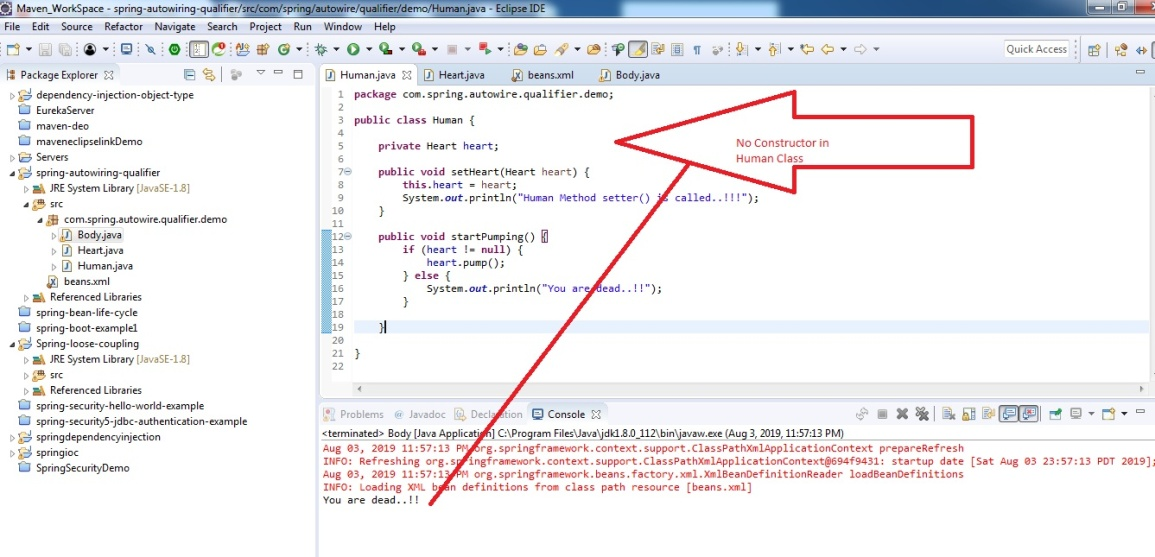 Maven_WorkSpace - spring-autowiring-qualifier/src/com/spring/autowire/qualifier/demo/Human.java - Eclipse IDE
File Edit Source Refactor Navigate Search Project Run Window Help
Quick Access
Package Explorer
dependency-injection-object-type
EurekaServer
maven-deo
maveneclipselinkDemo
Servers
spring-autowiring-qualifier
JRE System Library [JavaSE-1.8]
src
com.spring.autowire.qualifier.demo
Body.java
Heart.java
Human.java
beans.xml
Referenced Libraries
spring-bean-life-cycle
spring-boot-example1
Spring-loose-coupling
JRE System Library [JavaSE-1.8]
src
Referenced Libraries
spring-security-hello-world-example
spring-security5-jdbc-authentication-example
springdependencyinjection
springioc
SpringSecurityDemo
Human.java Heart.java beans.xml Body.java
1 package com.spring.autowire.qualifier.demo;
2
3 public class Human {
4
5 private Heart heart;
6
7 public void setHeart(Heart heart) {
8 this.heart = heart;
9 System.out.println("Human Method setter() is called..!!!");
10 }
11
12 public void startPumping() {
13 if (heart != null) {
14 heart.pump();
15 } else {
16 System.out.println("You are dead..!!");
17 }
18
19 }
20
21 }
22
No Constructor in
Human Class
Problems Javadoc Declaration Console
<terminated> Body [Java Application] C:\Program Files\Java\jdk1.8.0_112\bin\javaw.exe (Aug 3, 2019, 11:57:13 PM)
Aug 03, 2019 11:57:13 PM org.springframework.context.support.ClassPathXmlApplicationContext prepareRefresh
INFO: Refreshing org.springframework.context.support.ClassPathXmlApplicationContext@694f9431: startup date [Sat Aug 03 23:57:13 PDT 2019];
Aug 03, 2019 11:57:13 PM org.springframework.beans.factory.xml.XmlBeanDefinitionReader loadBeanDefinitions
INFO: Loading XML bean definitions from class path resource [beans.xml]
You are dead..!!